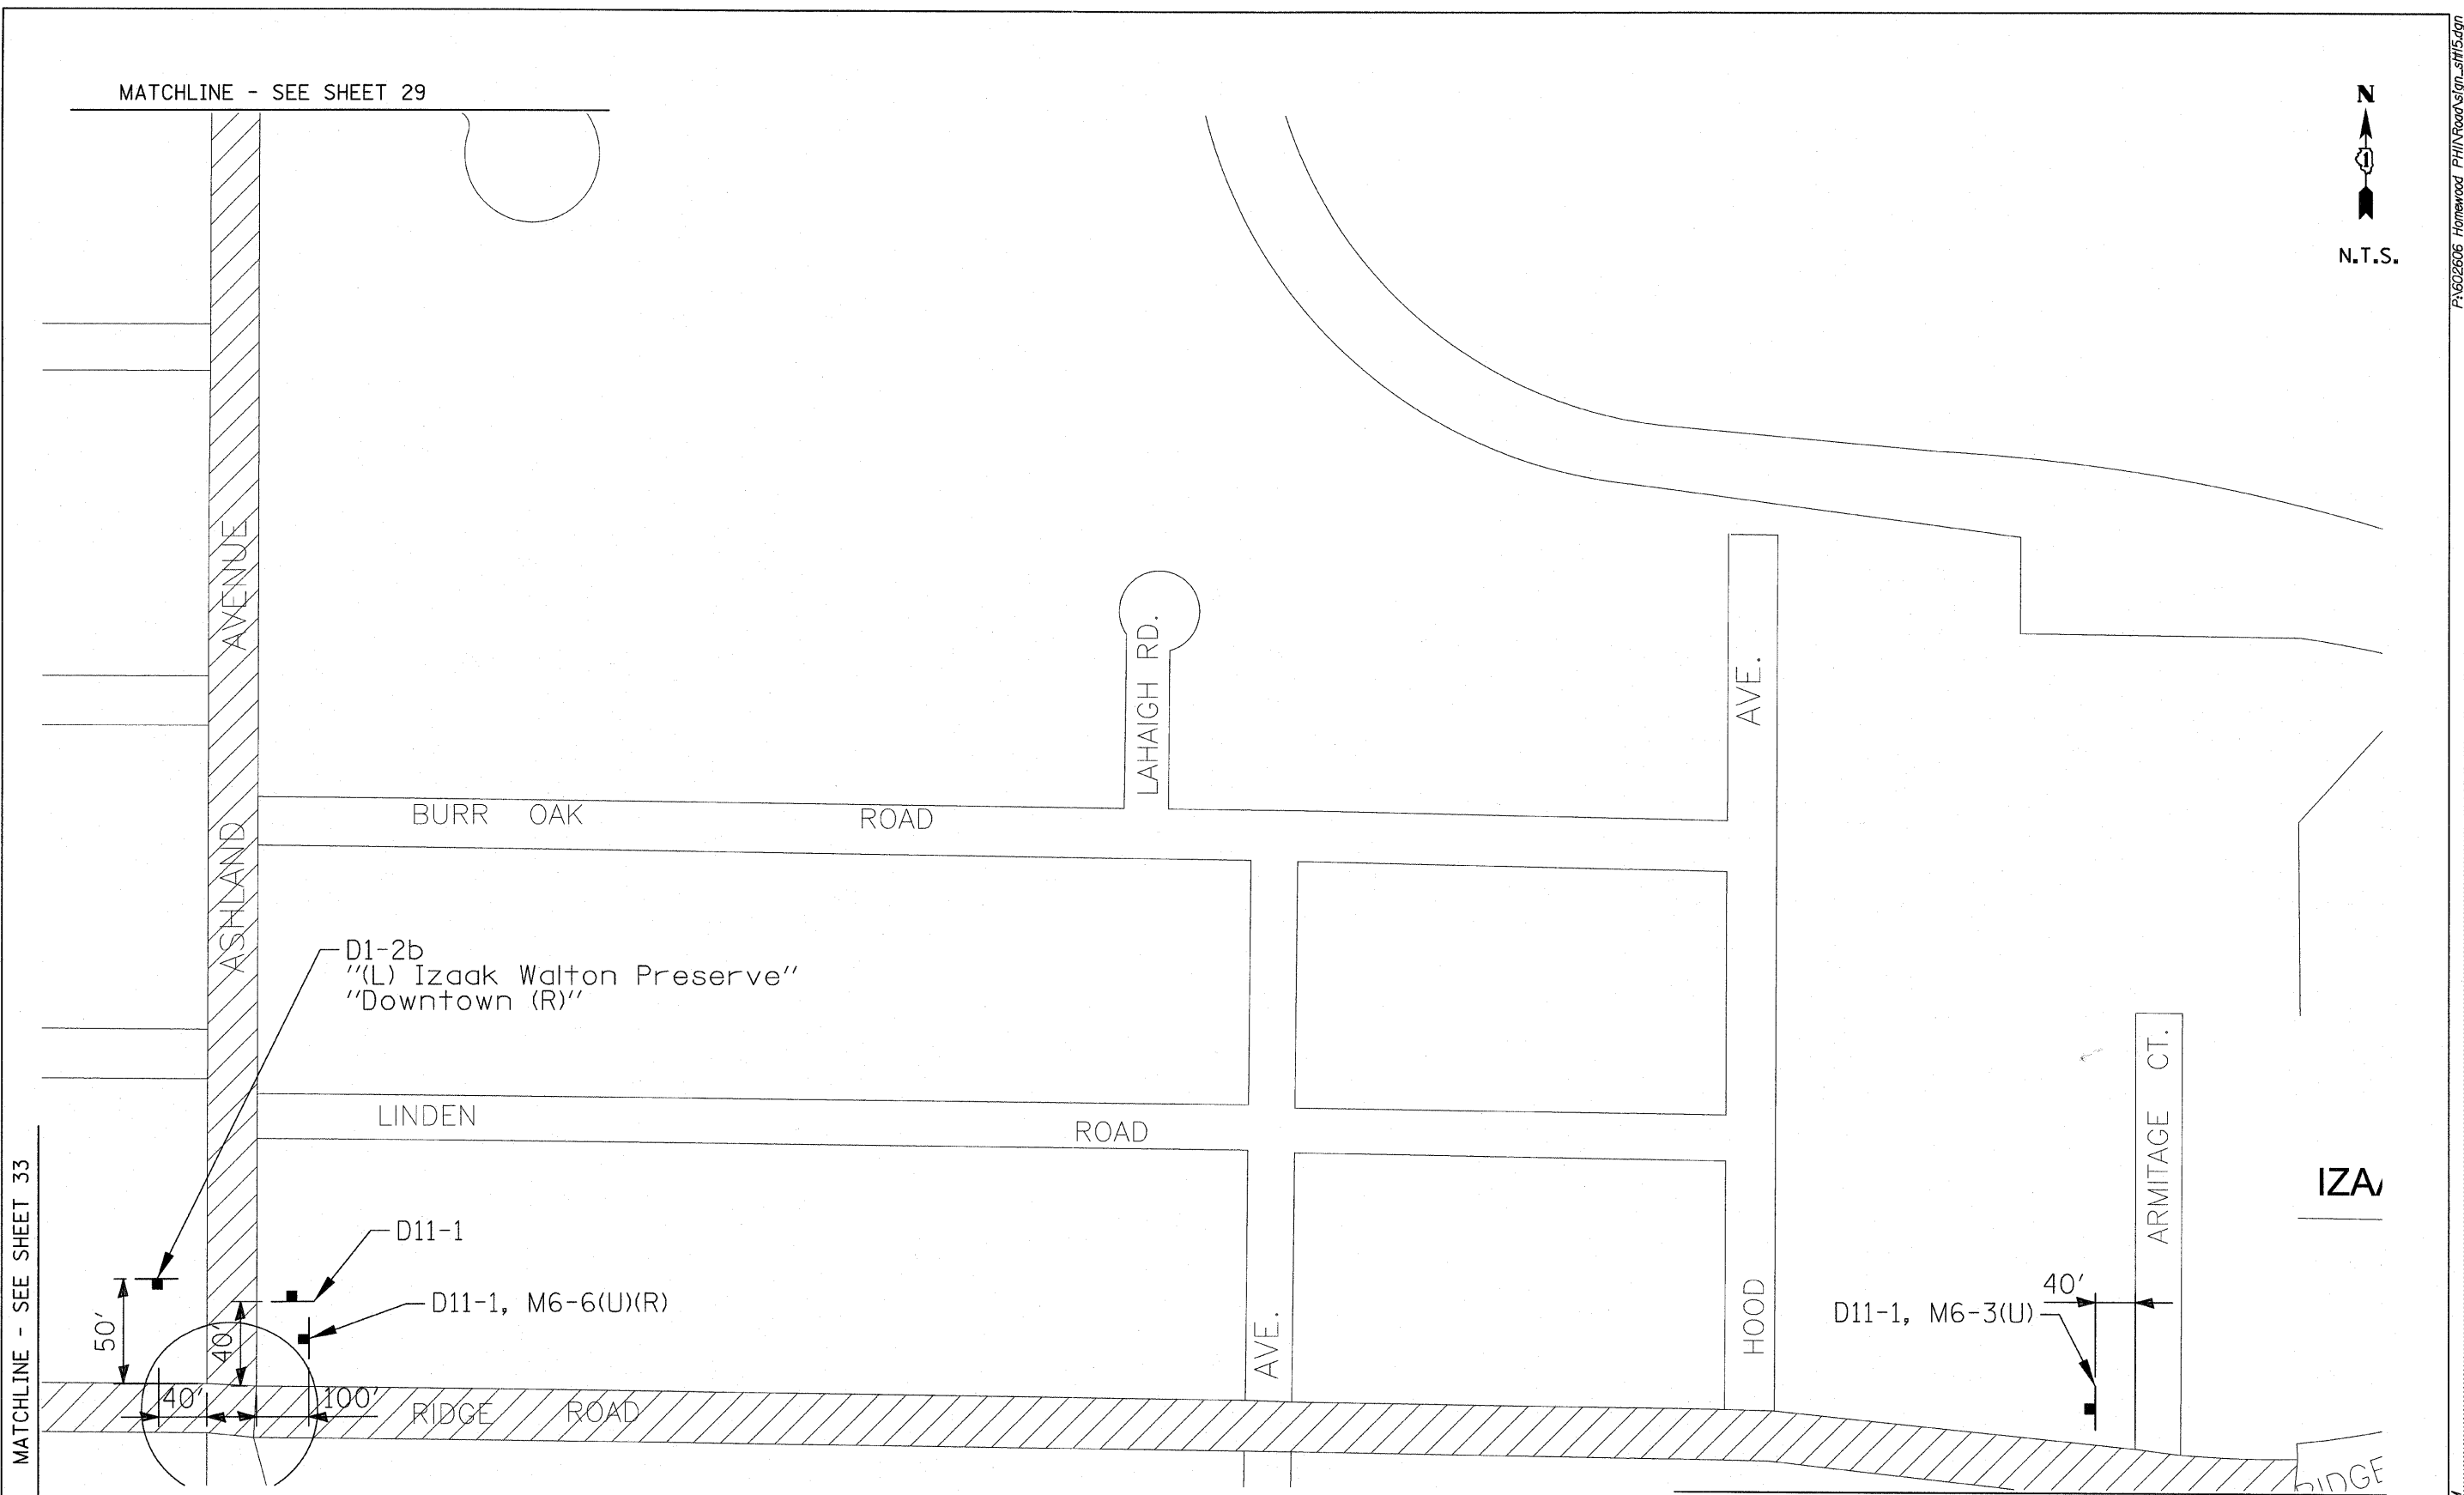 P:\602606 Homewood PHII\Road\sign_sht15.dgn
MATCHLINE - SEE SHEET 29
N
1
N.T.S.
ASHLAND AVENUE
LAHAIGH RD.
HOOD AVE.
BURR OAK ROAD
D1-2b
"(L) Izaak Walton Preserve"
"Downtown (R)"
LINDEN ROAD
ARMITAGE CT.
IZA
MATCHLINE - SEE SHEET 33
D11-1
D11-1, M6-6(U)(R)
50'
40'
40'
D11-1, M6-3(U)
AVE.
40'
100'
RIDGE ROAD
RIDGE